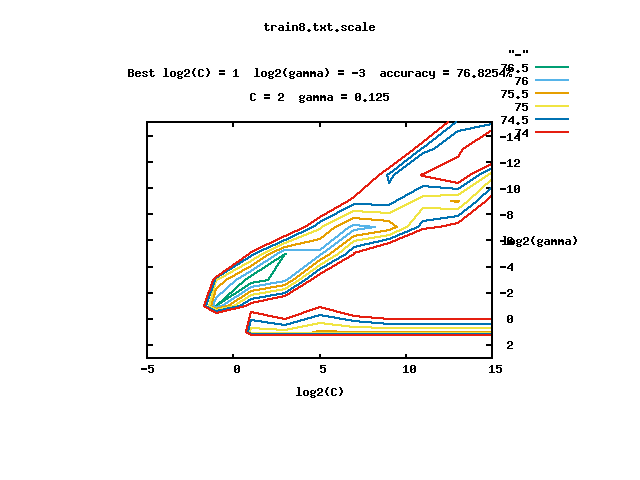 train8.txt.scale
"-"
Best log2(C) = 1  log2(gamma) = -3  accuracy = 76.8254%
76.5
76
C = 2  gamma = 0.125
75.5
75
74.5
74
-14
-12
-10
-8
-6
log2(gamma)
-4
-2
0
2
-5 0 5 10 15
log2(C)